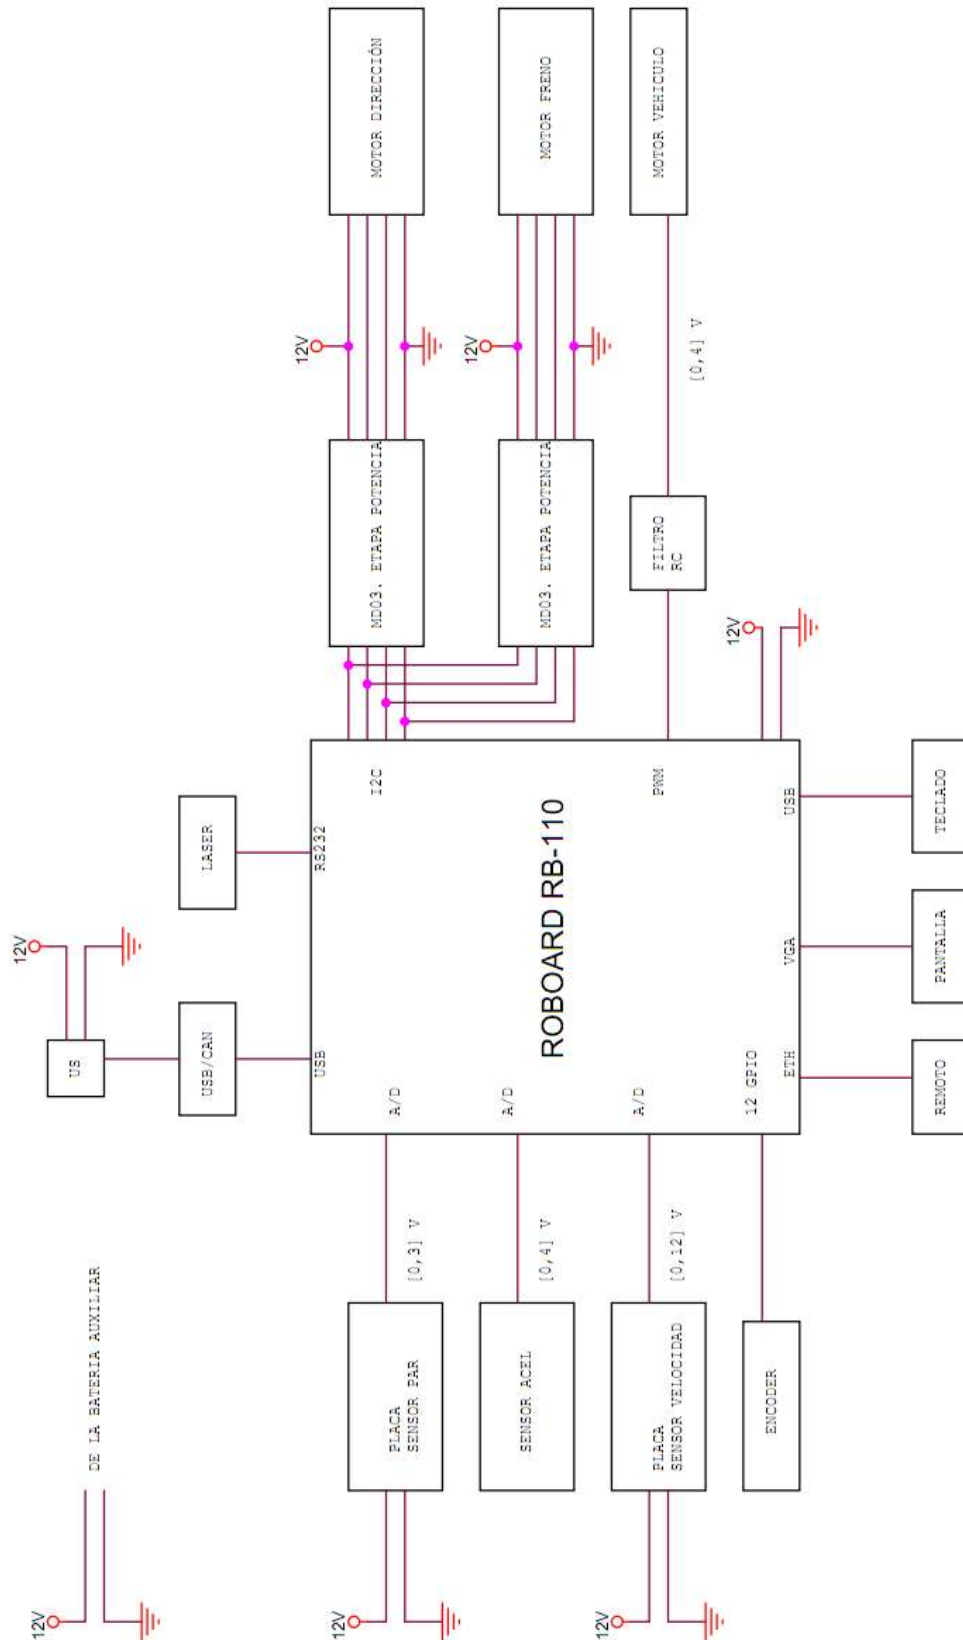 12V
DE LA BATERIA AUXILIAR
US
12V
USB/CAN
LASER
12V
PLACA
SENSOR PAR
[0,3] V
A/D
USB
RS232
I2C
MD03. ETAPA POTENCIA
12V
MOTOR DIRECCIÓN
SENSOR ACEL
[0,4] V
A/D
ROBOARD RB-110
MD03. ETAPA POTENCIA
12V
MOTOR FRENO
12V
PLACA
SENSOR VELOCIDAD
[0,12] V
A/D
PWM
FILTRO
RC
[0,4] V
MOTOR VEHICULO
ENCODER
12 GPIO
ETH
VGA
USB
12V
REMOTO
PANTALLA
TECLADO